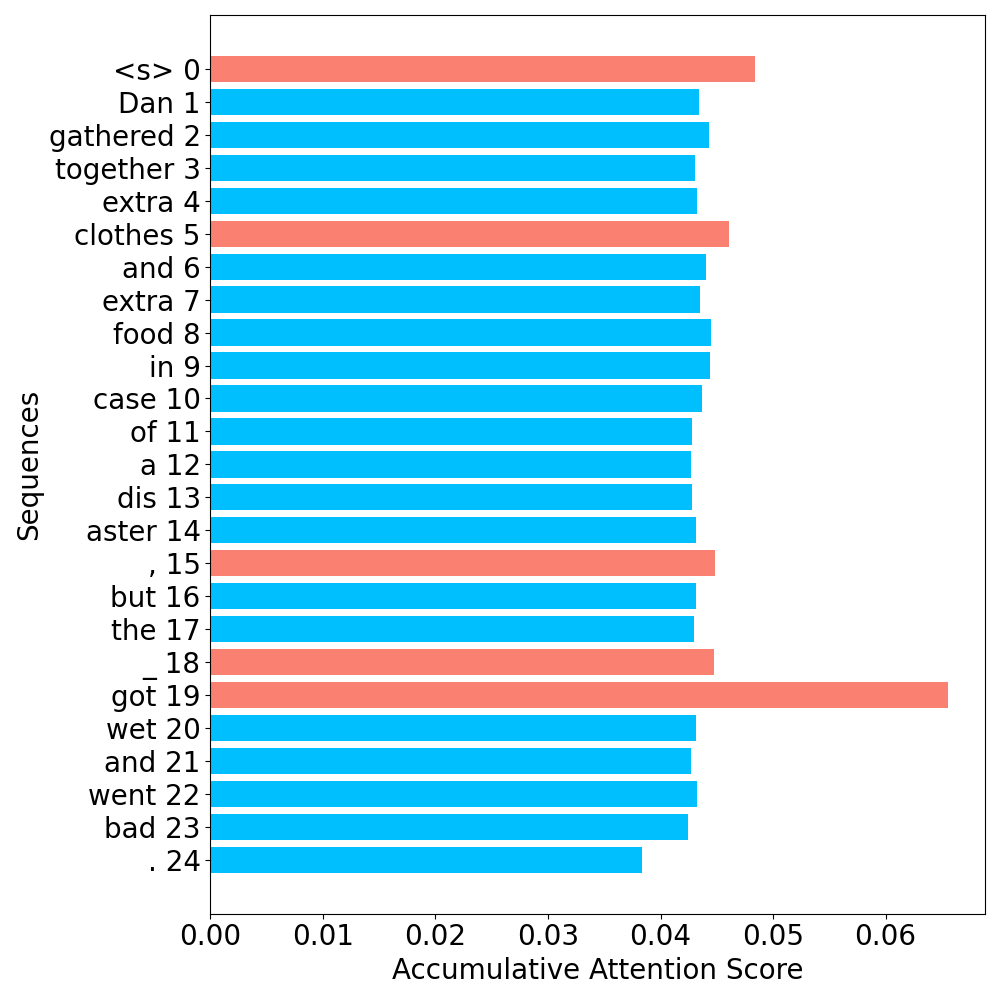 <s> 0
Dan 1
gathered 2
together 3
extra 4
clothes 5
and 6
extra 7
food 8
in 9
case 10
of 11
a 12
dis 13
aster 14
, 15
but 16
the 17
_ 18
got 19
wet 20
and 21
went 22
bad 23
. 24
Sequences
0.00 0.01 0.02 0.03 0.04 0.05 0.06
Accumulative Attention Score